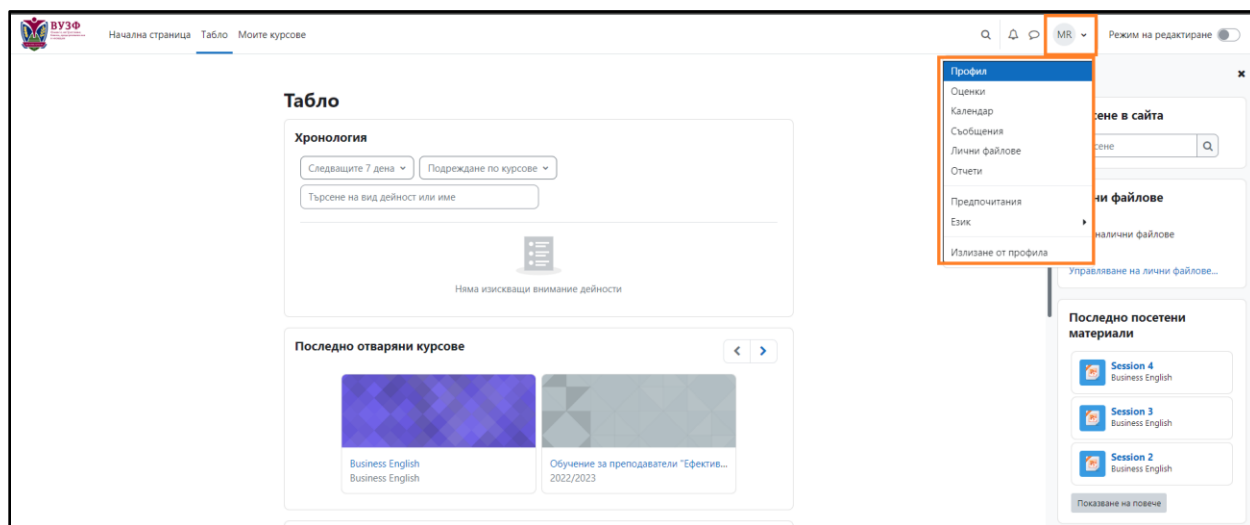 ВУЗФ
Начална страница Табло Моите курсове
MR
Режим на редактиране
Профил
Оценки
Календар
Съобщения
Лични файлове
Отчети
Предпочитания
Език
Излизане от профила
Табло
Хронология
Следващите 7 дена
Подреждане по курсове
Търсене на вид дейност или име
Няма изискващи внимание дейности
Последно отваряни курсове
Business English
Business English
Обучение за преподаватели "Ефектив...
2022/2023
сене в сайта
сене
ни файлове
налични файлове
Управляване на лични файлове...
Последно посетени
материали
Session 4
Business English
Session 3
Business English
Session 2
Business English
Показване на повече